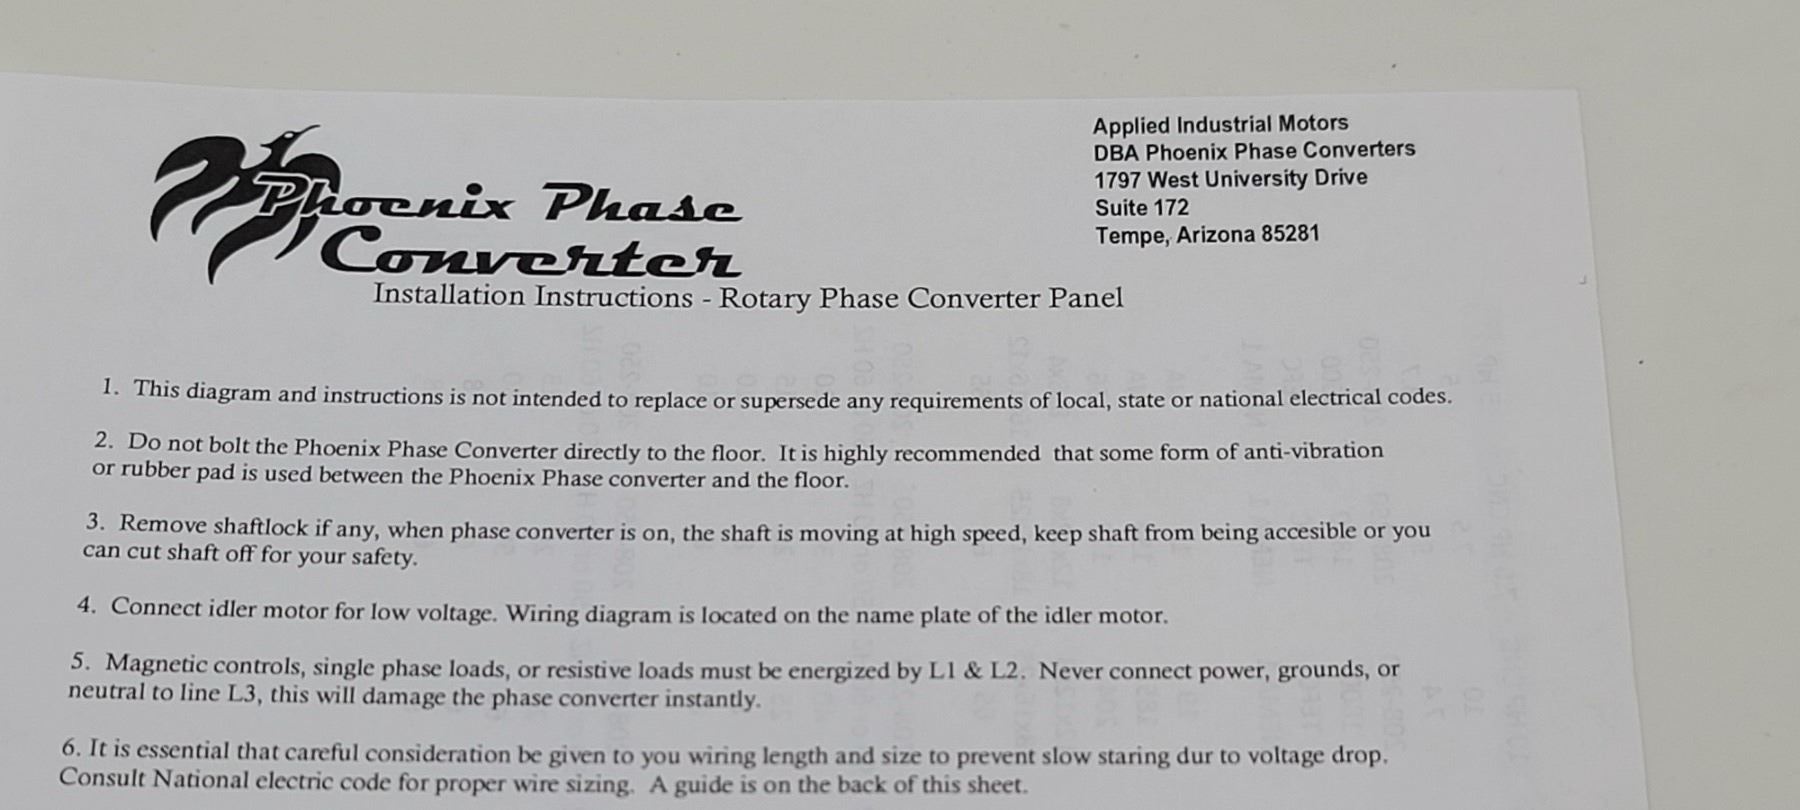 Phoenix Phase
Converter
Applied Industrial Motors
DBA Phoenix Phase Converters
1797 West University Drive
Suite 172
Tempe, Arizona 85281
Installation Instructions - Rotary Phase Converter Panel
1. This diagram and instructions is not intended to replace or supersede any requirements of local, state or national electrical codes.
2. Do not bolt the Phoenix Phase Converter directly to the floor. It is highly recommended that some form of anti-vibration
or rubber pad is used between the Phoenix Phase converter and the floor.
3. Remove shaftlock if any, when phase converter is on, the shaft is moving at high speed, keep shaft from being accesible or you
can cut shaft off for your safety.
4. Connect idler motor for low voltage. Wiring diagram is located on the name plate of the idler motor.
5. Magnetic controls, single phase loads, or resistive loads must be energized by L1 & L2. Never connect power, grounds, or
neutral to line L3, this will damage the phase converter instantly.
6. It is essential that careful consideration be given to you wiring length and size to prevent slow staring dur to voltage drop.
Consult National electric code for proper wire sizing. A guide is on the back of this sheet.